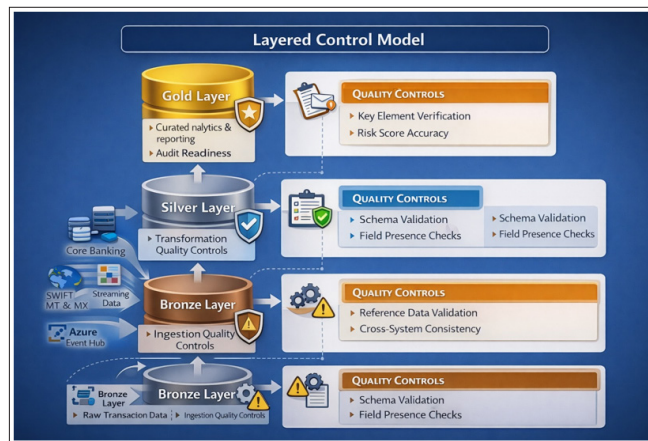 Layered Control Model
Gold Layer
▸ Curated nalytics &
reporting
▸ Audit Readiness
QUALITY CONTROLS
▸ Key Element Verification
▸ Risk Score Accuracy
Silver Layer
▸ Transformation
Quality Controls
QUALITY CONTROLS
▸ Schema Validation
▸ Field Presence Checks
▸ Schema Validation
▸ Field Presence Checks
Core Banking
SWIFT
MT & MX
Streaming
Data
Azure
Event Hub
Bronze Layer
▸ Ingestion Quality
Controls
QUALITY CONTROLS
▸ Reference Data Validation
▸ Cross-System Consistency
Bronze
Layer
Bronze Layer
▸ Raw Transacion Data
▸ Ingestion Quality Controls
QUALITY CONTROLS
▸ Schema Validation
▸ Field Presence Checks